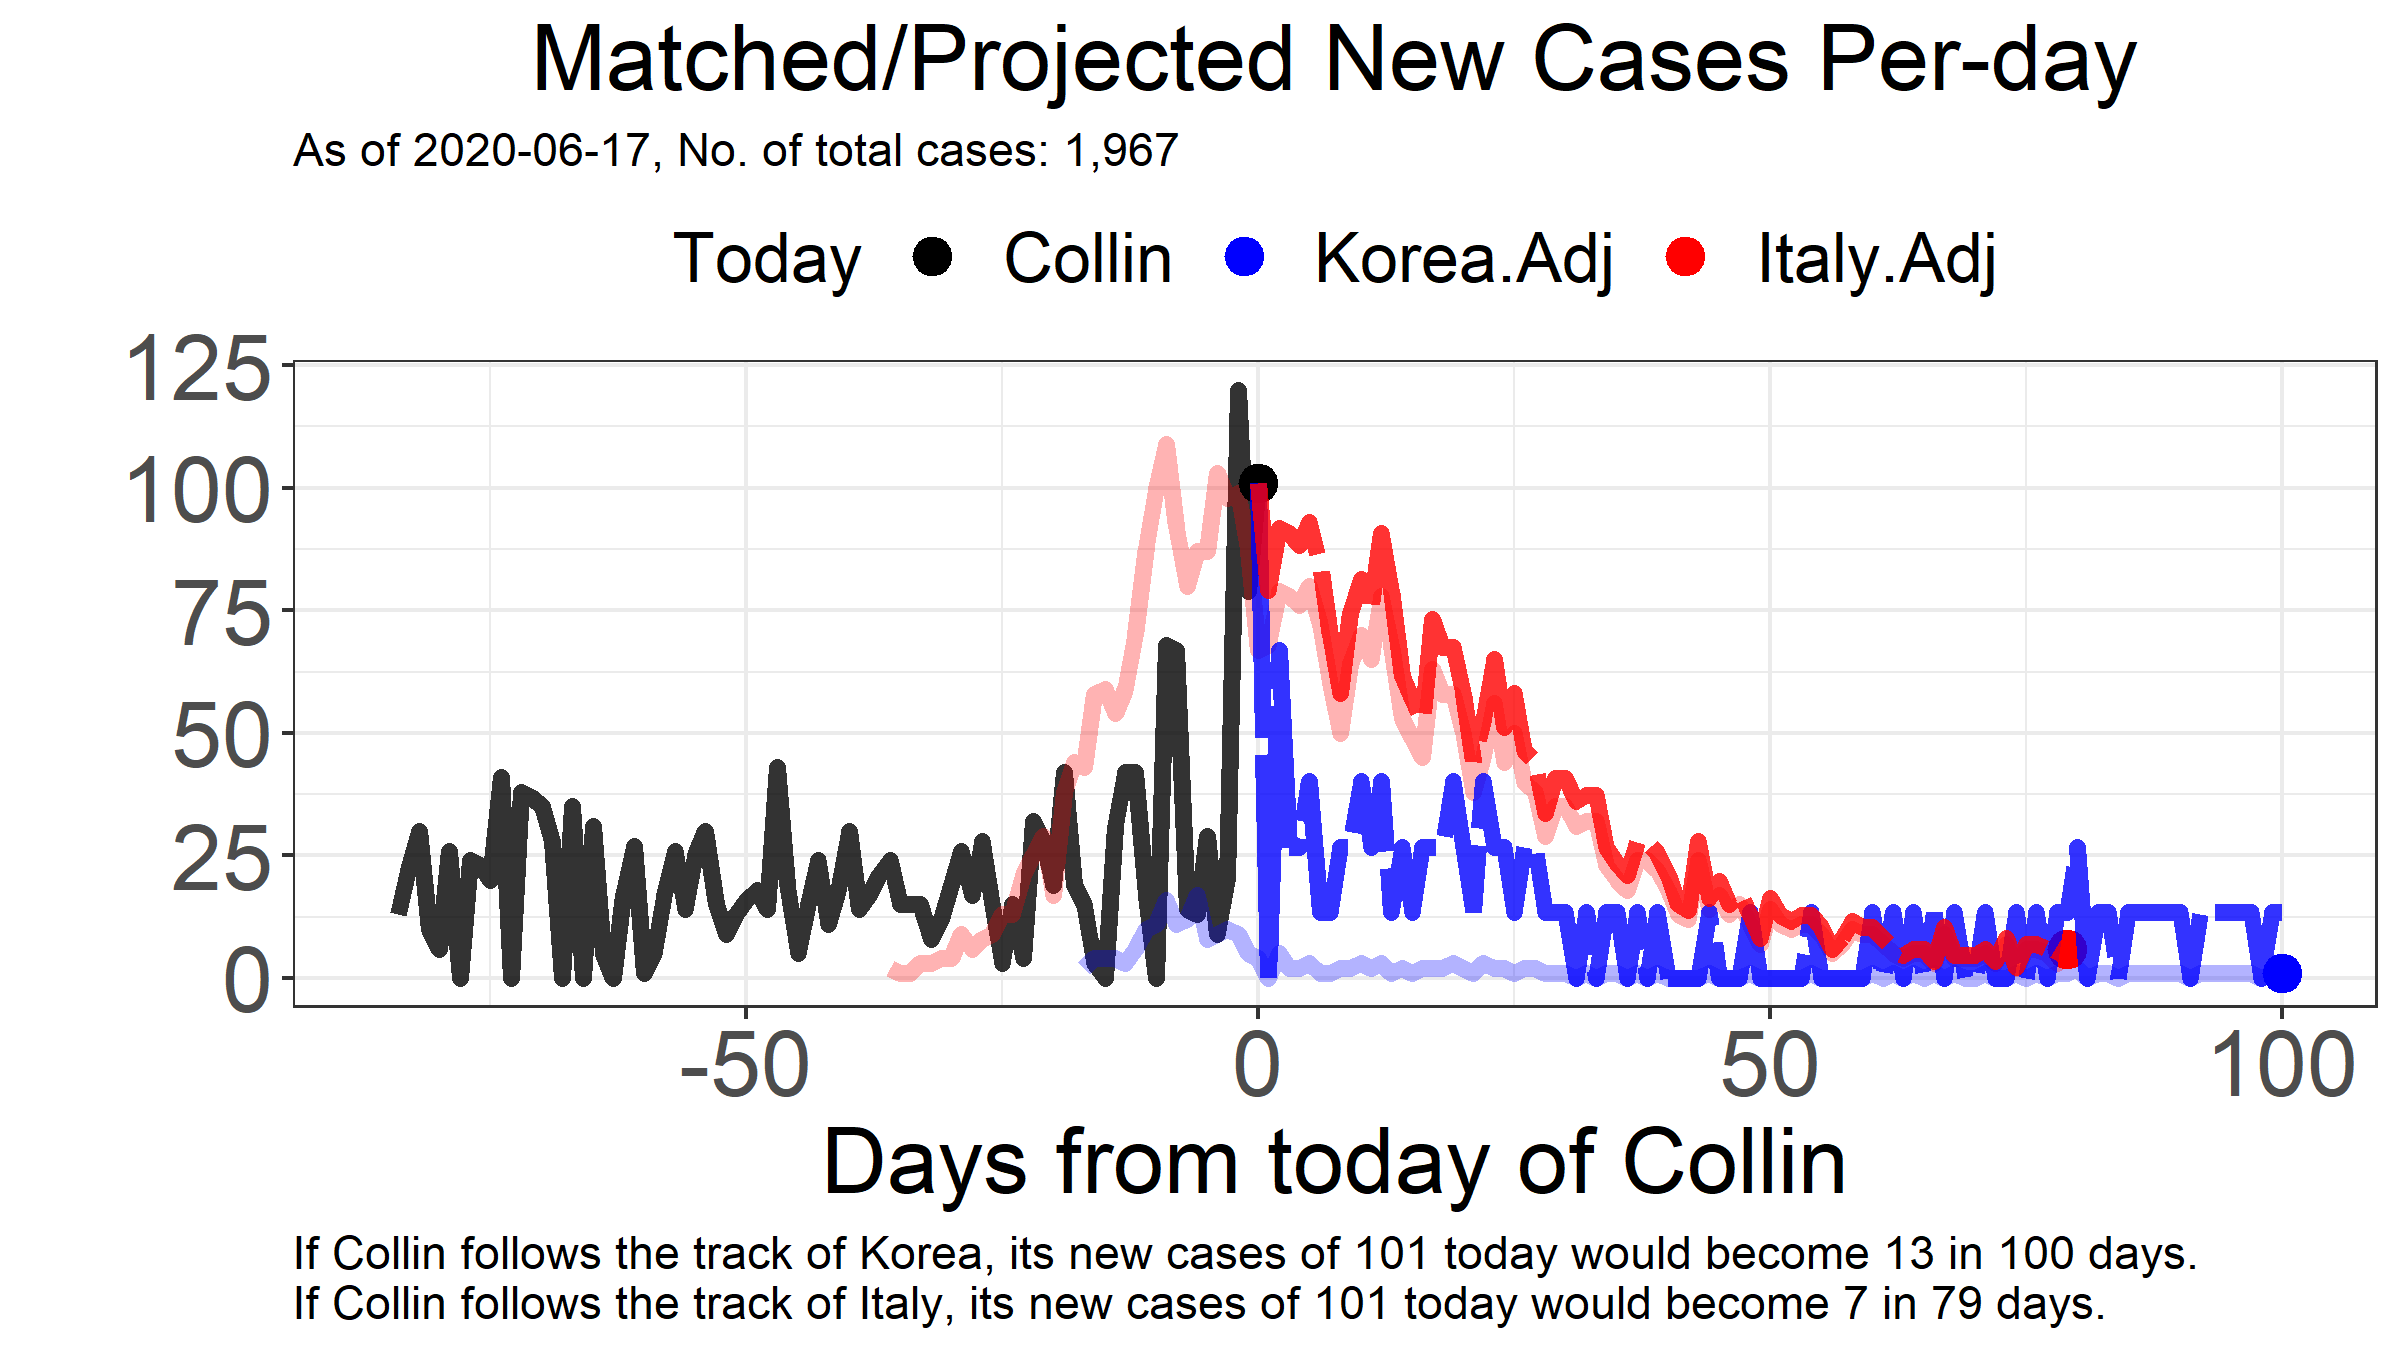 Matched/Projected New Cases Per-day
As of 2020-06-17, No. of total cases: 1,967
Today Collin Korea.Adj Italy.Adj
125
100
75
50
25
0
-50 0 50 100
Days from today of Collin
If Collin follows the track of Korea, its new cases of 101 today would become 13 in 100 days.
If Collin follows the track of Italy, its new cases of 101 today would become 7 in 79 days.